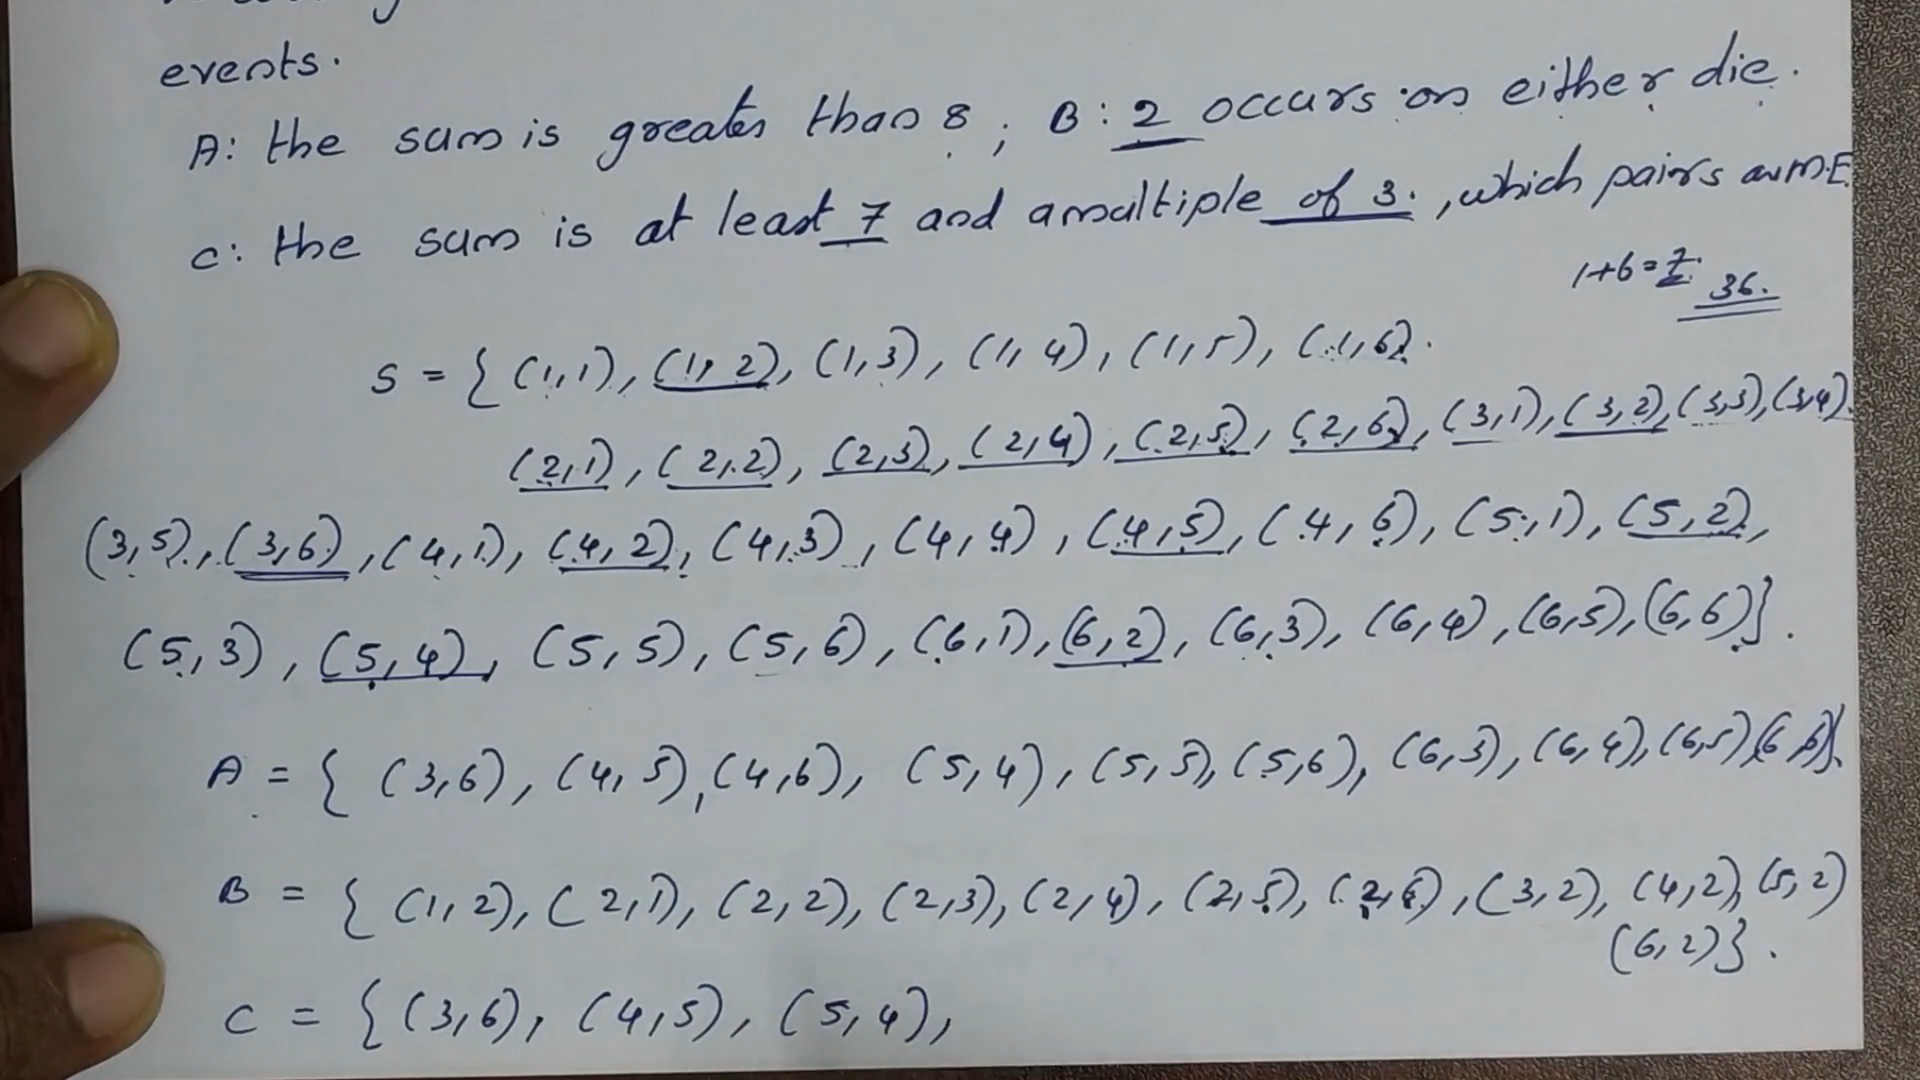 events.
A: the sum is greater than 8 ; B: 2 occurs on either die.
C: the sum is at least 7 and a multiple of 3. , which pairs are M.E
1+6=7. 36.
S = { (1,1), (1,2), (1,3), (1,4), (1,5), (1,6).
(2,1), (2,2), (2,3), (2,4), (2,5), (2,6), (3,1), (3,2), (3,3), (3,4).
(3,5), (3,6), (4,1), (4,2), (4,3), (4,4), (4,5), (4,6), (5,1), (5,2),
(5,3), (5,4), (5,5), (5,6), (6,1), (6,2), (6,3), (6,4), (6,5), (6,6)}.
A = { (3,6), (4,5), (4,6), (5,4), (5,5), (5,6), (6,3), (6,4), (6,5) (6,6)}.
B = { (1,2), (2,1), (2,2), (2,3), (2,4), (2,5), (2,6), (3,2), (4,2), (5,2)
(6,2)}.
C = { (3,6), (4,5), (5,4),